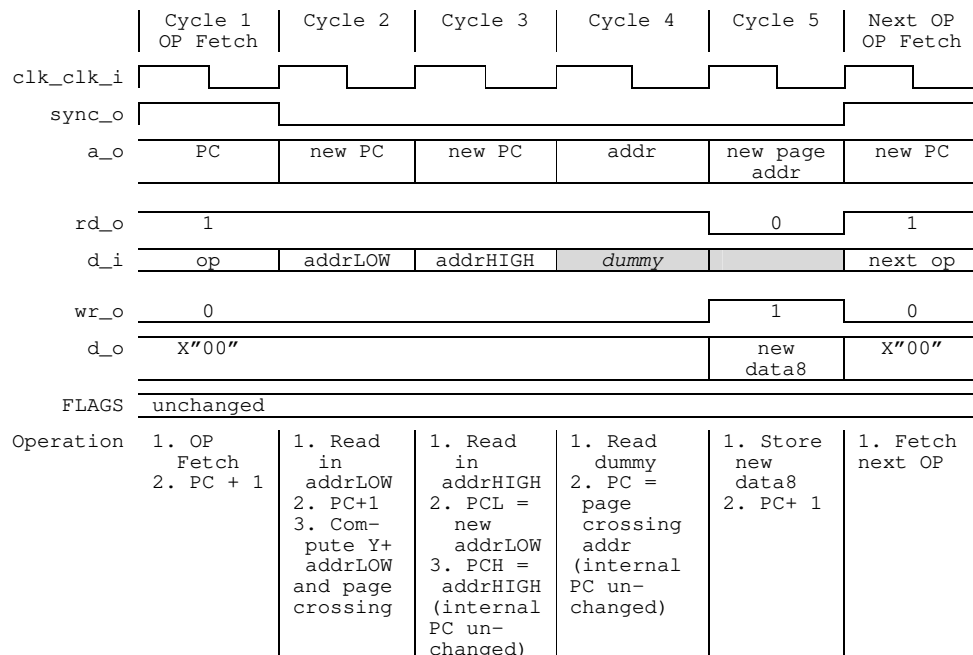 Cycle 1 Cycle 2 Cycle 3 Cycle 4 Cycle 5 Next OP
OP Fetch OP Fetch
clk_clk_i
sync_o
a_o PC new PC new PC addr new page new PC
addr
rd_o 1 0 1
d_i op addrLOW addrHIGH dummy next op
wr_o 0 1 0
d_o X"00" new X"00"
data8
FLAGS unchanged
Operation 1. OP 1. Read 1. Read 1. Read 1. Store 1. Fetch
Fetch in in dummy new next OP
2. PC + 1 addrLOW addrHIGH 2. PC = data8
2. PC+1 2. PCL = page 2. PC+ 1
3. Com- new crossing
pute Y+ addrLOW addr
addrLOW 3. PCH = (internal
and page addrHIGH PC un-
crossing (internal changed)
PC un-
changed)